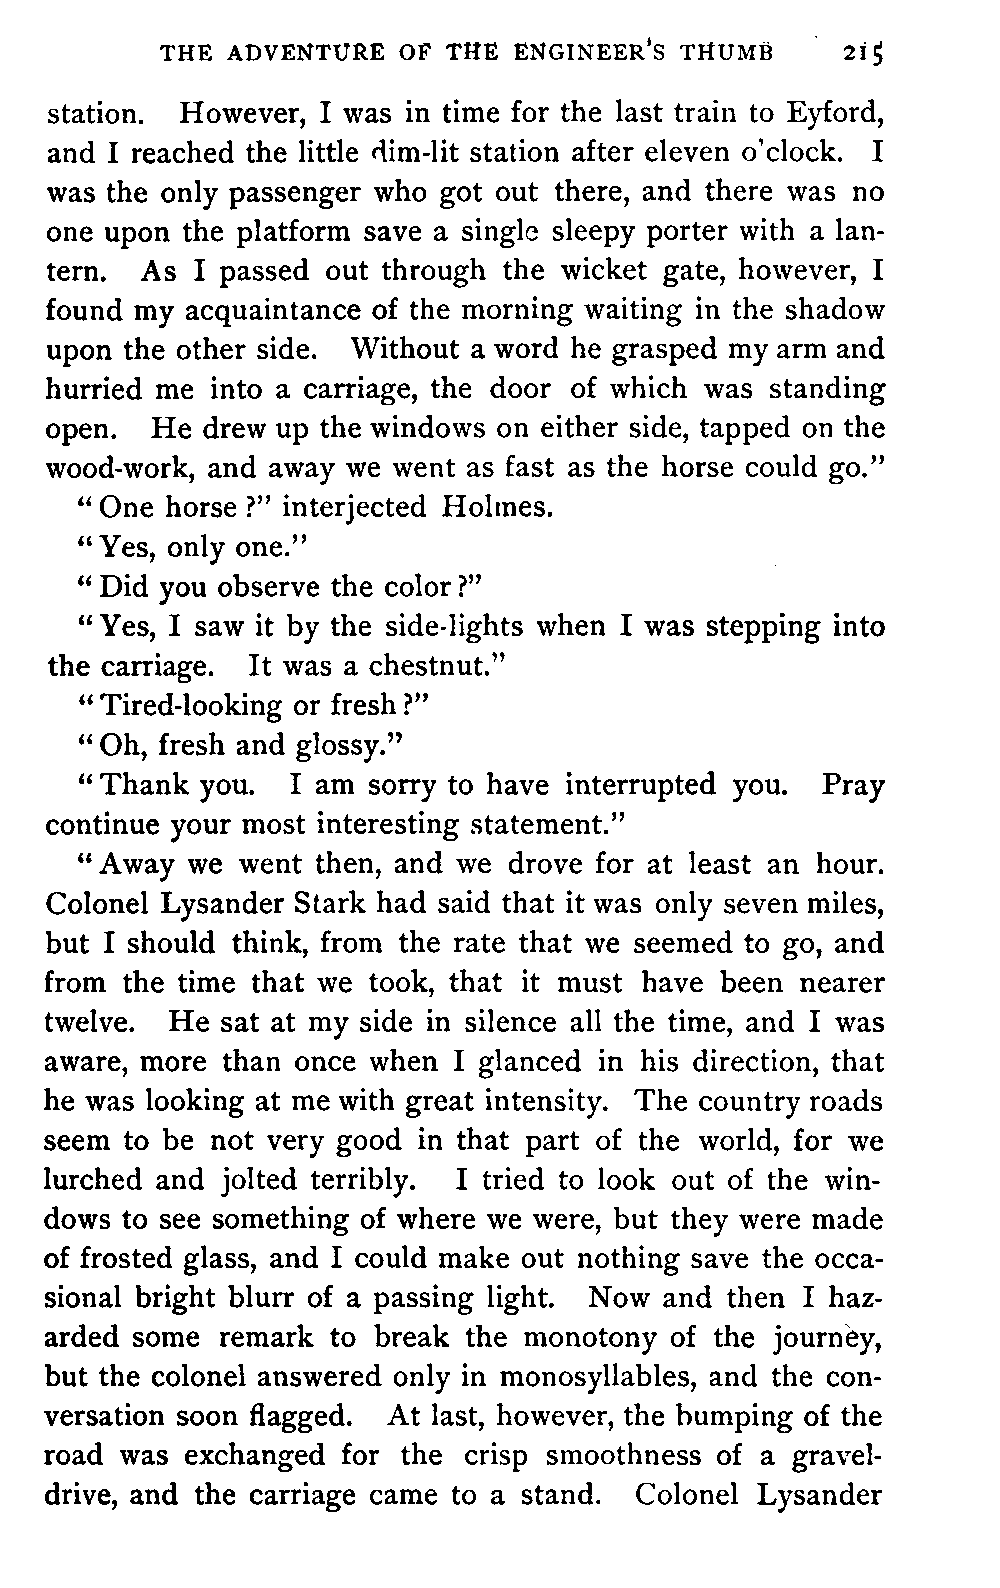 THE ADVENTURE OF THE ENGINEER'S THUMB 215
station. However, I was in time for the last train to Eyford,
and I reached the little dim-lit station after eleven o'clock. I
was the only passenger who got out there, and there was no
one upon the platform save a single sleepy porter with a lan-
tern. As I passed out through the wicket gate, however, I
found my acquaintance of the morning waiting in the shadow
upon the other side. Without a word he grasped my arm and
hurried me into a carriage, the door of which was standing
open. He drew up the windows on either side, tapped on the
wood-work, and away we went as fast as the horse could go."
"One horse?" interjected Holmes.
"Yes, only one."
"Did you observe the color?"
"Yes, I saw it by the side-lights when I was stepping into
the carriage. It was a chestnut."
"Tired-looking or fresh?"
"Oh, fresh and glossy."
"Thank you. I am sorry to have interrupted you. Pray
continue your most interesting statement."
"Away we went then, and we drove for at least an hour.
Colonel Lysander Stark had said that it was only seven miles,
but I should think, from the rate that we seemed to go, and
from the time that we took, that it must have been nearer
twelve. He sat at my side in silence all the time, and I was
aware, more than once when I glanced in his direction, that
he was looking at me with great intensity. The country roads
seem to be not very good in that part of the world, for we
lurched and jolted terribly. I tried to look out of the win-
dows to see something of where we were, but they were made
of frosted glass, and I could make out nothing save the occa-
sional bright blurr of a passing light. Now and then I haz-
arded some remark to break the monotony of the journey,
but the colonel answered only in monosyllables, and the con-
versation soon flagged. At last, however, the bumping of the
road was exchanged for the crisp smoothness of a gravel-
drive, and the carriage came to a stand. Colonel Lysander